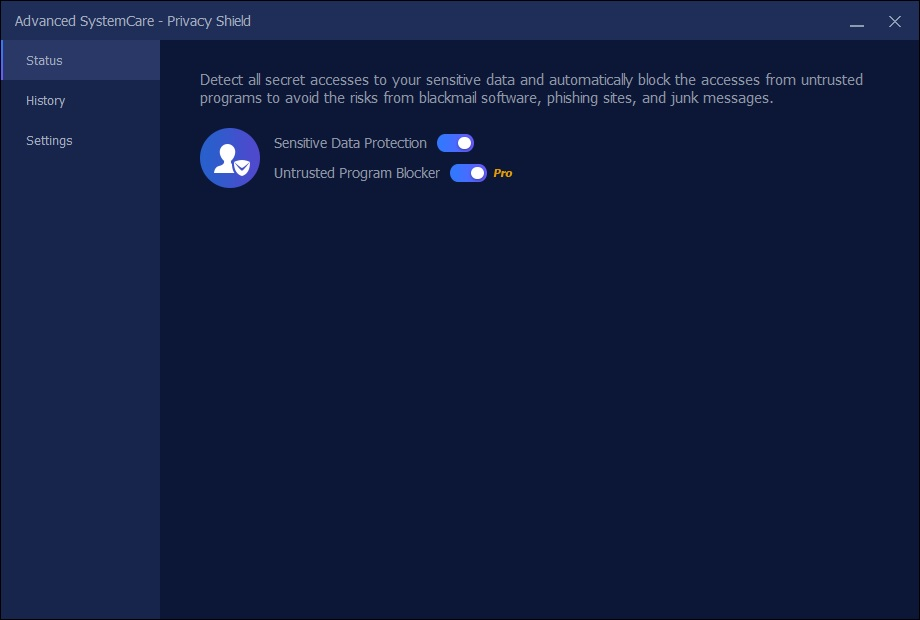 Advanced SystemCare - Privacy Shield
Status
History
Settings
Detect all secret accesses to your sensitive data and automatically block the accesses from untrusted
programs to avoid the risks from blackmail software, phishing sites, and junk messages.
Sensitive Data Protection
Untrusted Program Blocker Pro